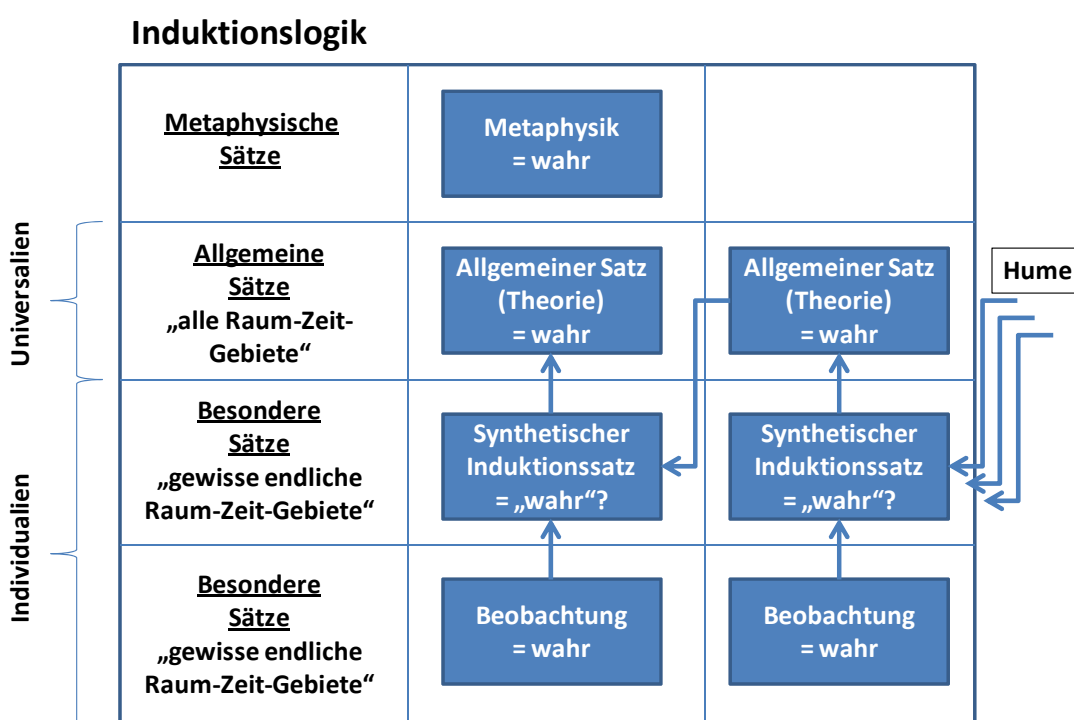 Induktionslogik
Metaphysische
Sätze
Metaphysik
= wahr
Universalien
Allgemeine
Sätze
„alle Raum-Zeit-
Gebiete“
Allgemeiner Satz
(Theorie)
= wahr
Allgemeiner Satz
(Theorie)
= wahr
Hume
Individualien
Besondere
Sätze
„gewisse endliche
Raum-Zeit-Gebiete“
Synthetischer
Induktionssatz
= „wahr“?
Synthetischer
Induktionssatz
= „wahr“?
Besondere
Sätze
„gewisse endliche
Raum-Zeit-Gebiete“
Beobachtung
= wahr
Beobachtung
= wahr